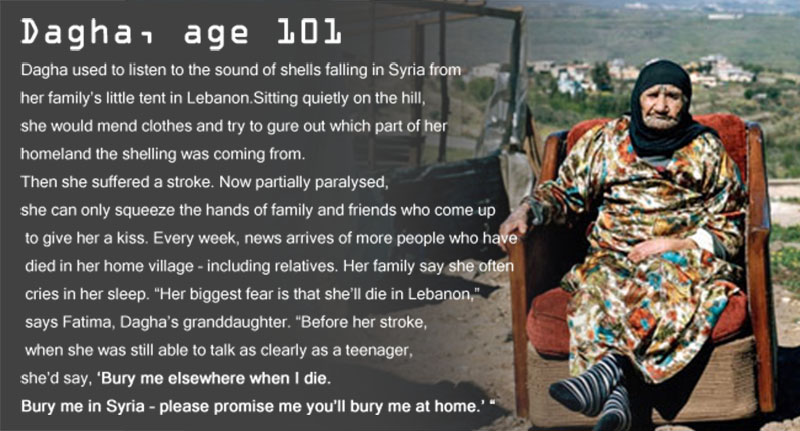 Dagha, age 101
Dagha used to listen to the sound of shells falling in Syria from
her family's little tent in Lebanon.Sitting quietly on the hill,
she would mend clothes and try to gure out which part of her
homeland the shelling was coming from.
Then she suffered a stroke. Now partially paralysed,
she can only squeeze the hands of family and friends who come up
to give her a kiss. Every week, news arrives of more people who have
died in her home village - including relatives. Her family say she often
cries in her sleep. “Her biggest fear is that she'll die in Lebanon,”
says Fatima, Dagha's granddaughter. “Before her stroke,
when she was still able to talk as clearly as a teenager,
she'd say, ‘Bury me elsewhere when I die.
Bury me in Syria - please promise me you'll bury me at home.’ “